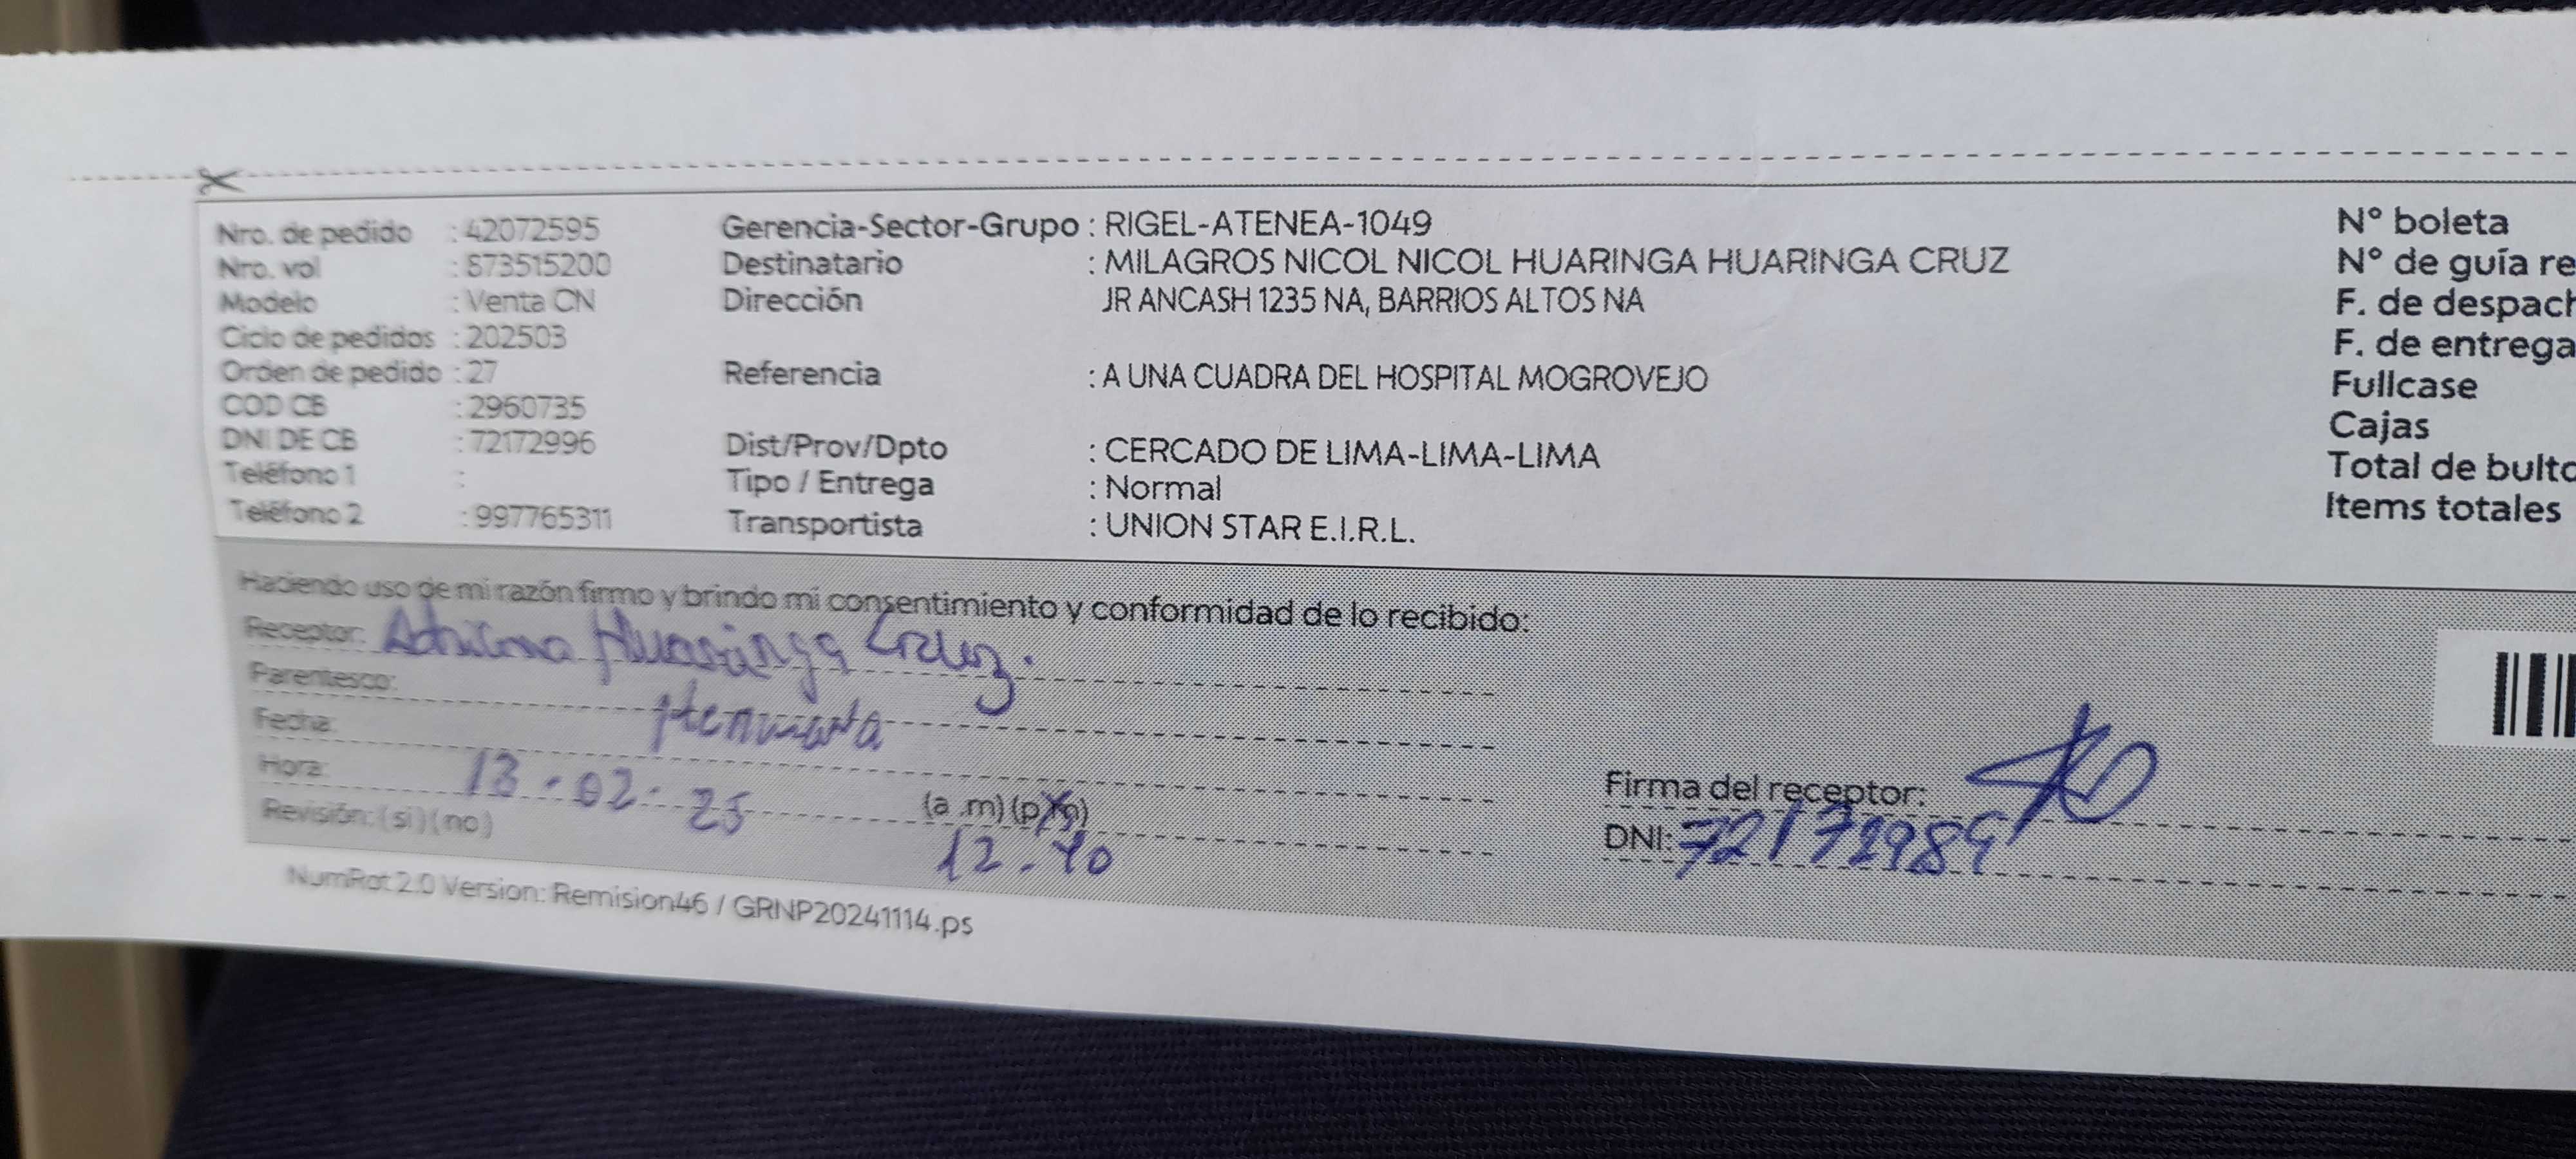 Nro. de pedido : 42072595 Gerencia-Sector-Grupo : RIGEL-ATENEA-1049 N° boleta
Nro. vol : 873515200 Destinatario : MILAGROS NICOL NICOL HUARINGA HUARINGA CRUZ N° de guía re
Modelo : Venta CN Dirección JR ANCASH 1235 NA, BARRIOS ALTOS NA F. de despach
Ciclo de pedidos : 202503 F. de entrega
Orden de pedido : 27 Referencia : A UNA CUADRA DEL HOSPITAL MOGROVEJO Fullcase
COD CB : 2960735 Cajas
DNI DE CB : 72172996 Dist/Prov/Dpto : CERCADO DE LIMA-LIMA-LIMA Total de bulto
Teléfono 1 : Tipo / Entrega : Normal Items totales
Teléfono 2 : 997765311 Transportista : UNION STAR E.I.R.L.
Haciendo uso de mi razón firmo y brindo mi consentimiento y conformidad de lo recibido:
Receptor: Huaringa Cruz.
Parentesco: Hermana
Fecha: 13-02-25
Hora: (a .m) (p.m) 12-40
Revisión: (si) (no)
Firma del receptor:
DNI:
NumRot 2.0 Version: Remision46 / GRNP20241114.ps